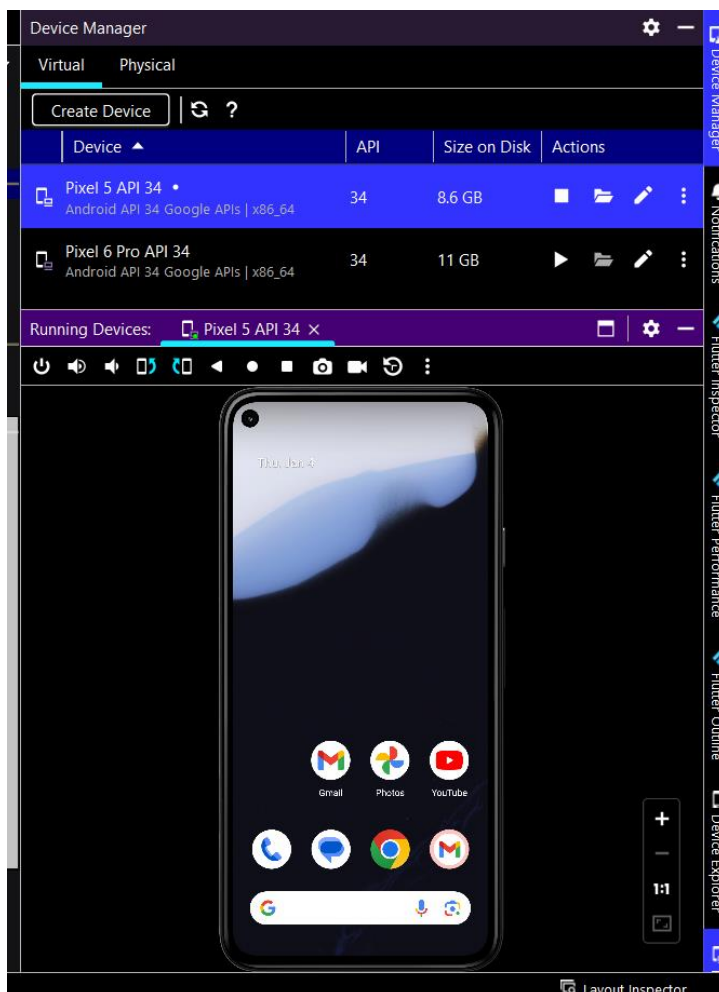 Device Manager
Virtual Physical
Create Device ?
Device API Size on Disk Actions
Pixel 5 API 34 •
Android API 34 Google APIs | x86_64
34 8.6 GB
Pixel 6 Pro API 34
Android API 34 Google APIs | x86_64
34 11 GB
Running Devices: Pixel 5 API 34 ×
Thu, Jan 4
Gmail Photos YouTube
G
1:1
Layout Inspector
Device Manager
Notifications
Flutter Inspector
Flutter Performance
Flutter Outline
Device Explorer